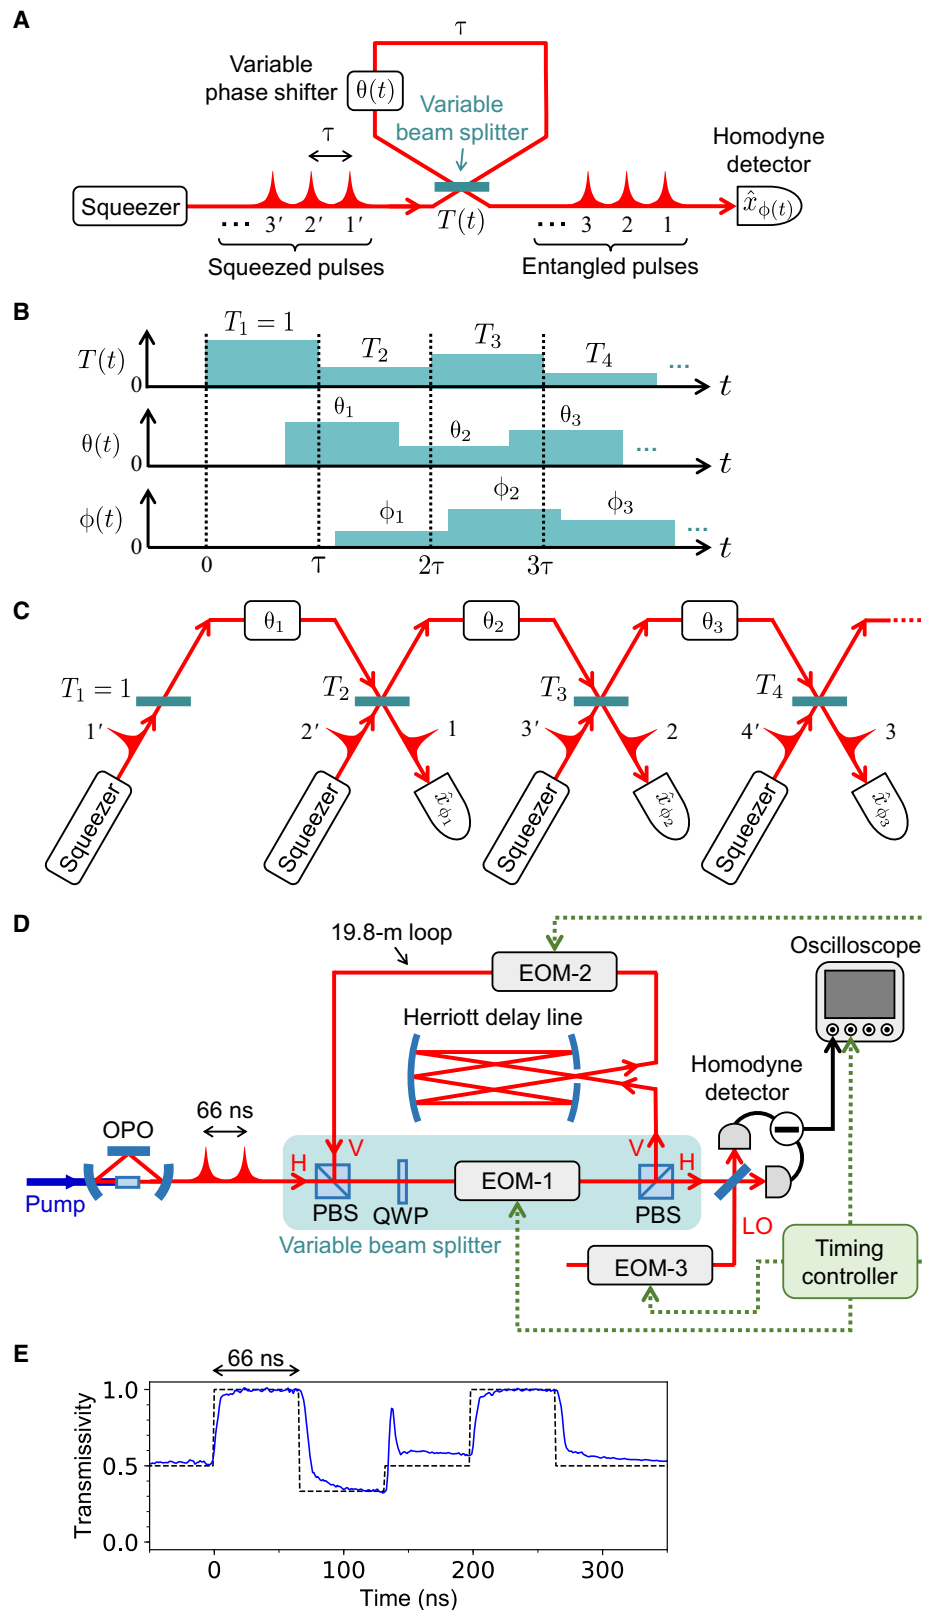 A
τ
Variable
phase shifter
θ(t)
Variable
beam splitter
τ
Homodyne
detector
Squeezer
x̂ϕ(t)
T(t)
... 3′ 2′ 1′
... 3 2 1
Squeezed pulses
Entangled pulses
B
T₁ = 1
T₂
T₃
T₄
T(t)
...
0
t
θ₁
θ₂
θ₃
θ(t)
...
0
t
ϕ₁
ϕ₂
ϕ₃
ϕ(t)
...
0
τ
2τ
3τ
t
C
θ₁
θ₂
θ₃
T₁ = 1
T₂
T₃
T₄
1′
2′
1
3′
2
4′
3
Squeezer
x̂ϕ₁
Squeezer
x̂ϕ₂
Squeezer
x̂ϕ₃
Squeezer
D
19.8-m loop
EOM-2
Oscilloscope
Herriott delay line
Homodyne
detector
66 ns
OPO
H
V
V
H
Pump
PBS
QWP
EOM-1
PBS
LO
Variable beam splitter
EOM-3
Timing
controller
E
66 ns
1.0
0.5
0.0
Transmissivity
0
100
200
300
Time (ns)